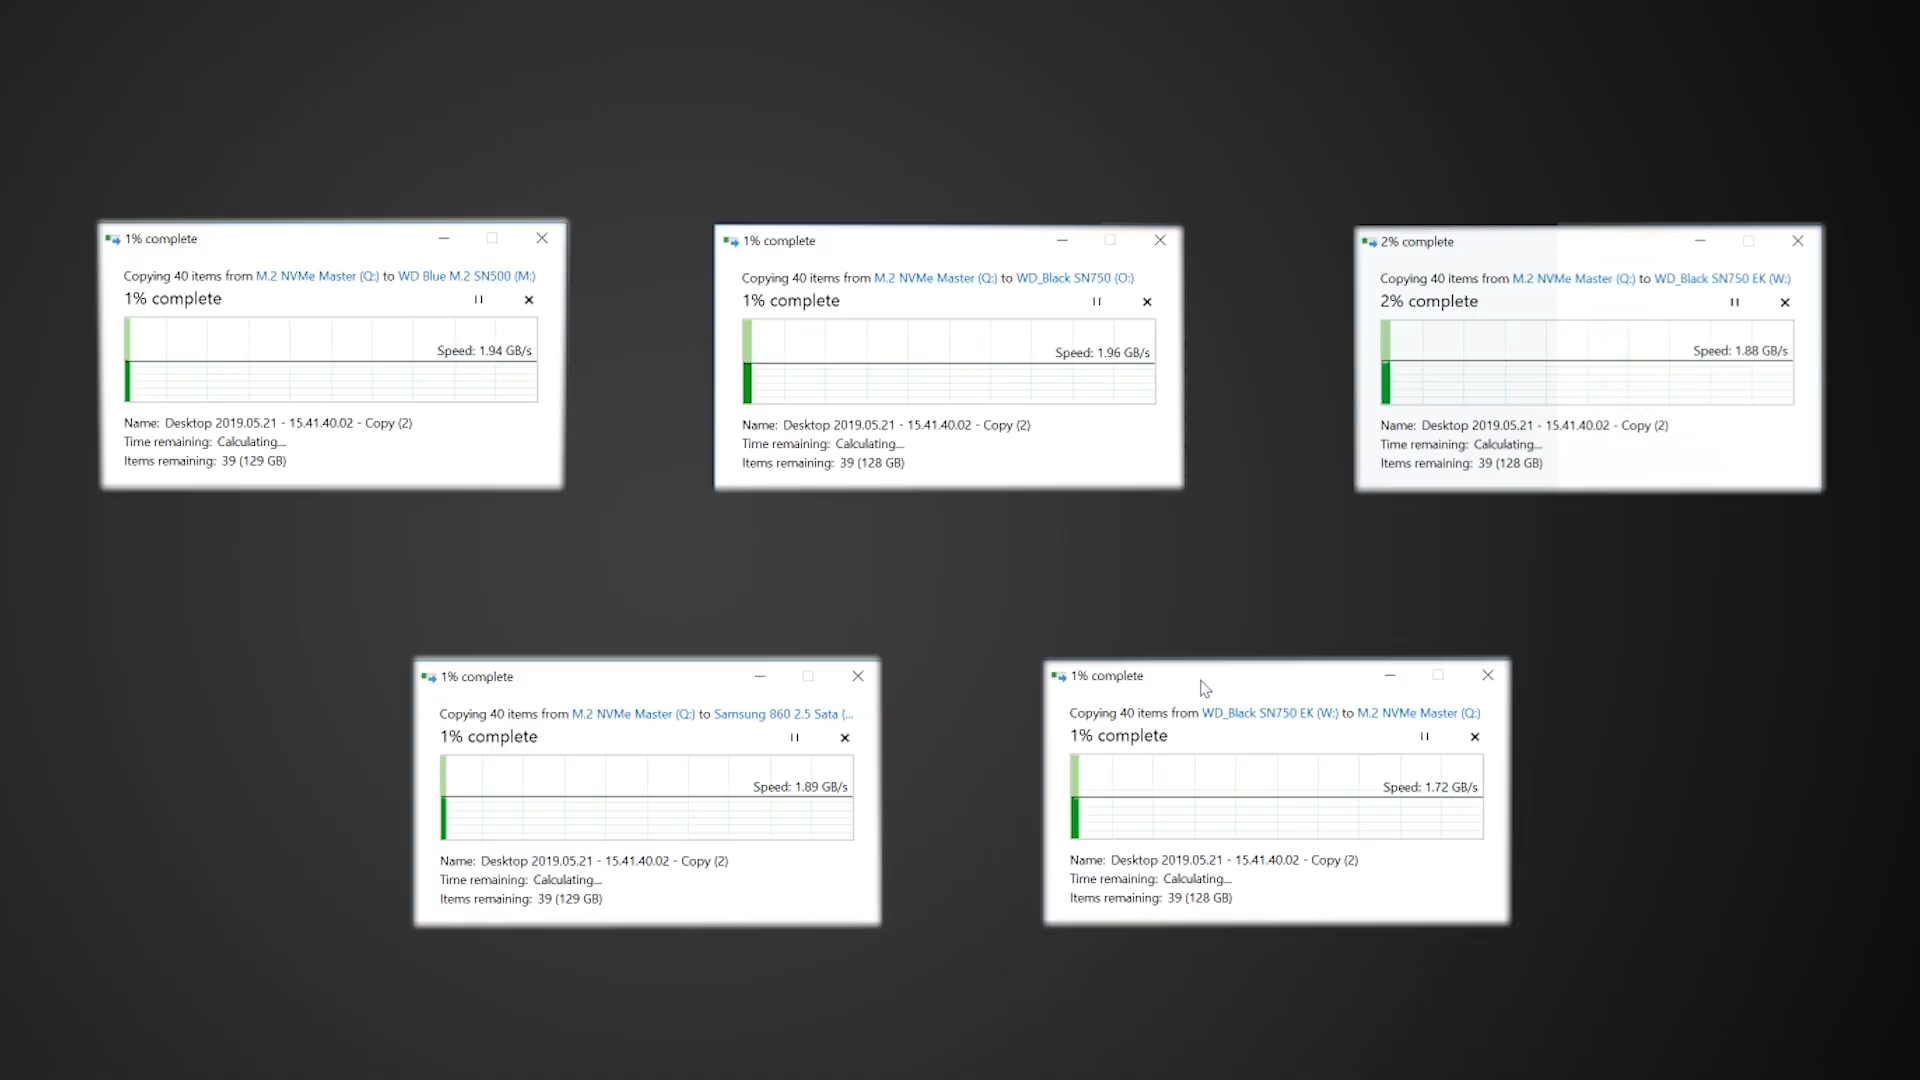 1% complete
Copying 40 items from M.2 NVMe Master (Q:) to WD Blue M.2 SN500 (M:)
1% complete
Speed: 1.94 GB/s
Name: Desktop 2019.05.21 - 15.41.40.02 - Copy (2)
Time remaining: Calculating...
Items remaining: 39 (129 GB)
1% complete
Copying 40 items from M.2 NVMe Master (Q:) to WD_Black SN750 (O:)
1% complete
Speed: 1.96 GB/s
Name: Desktop 2019.05.21 - 15.41.40.02 - Copy (2)
Time remaining: Calculating...
Items remaining: 39 (128 GB)
2% complete
Copying 40 items from M.2 NVMe Master (Q:) to WD_Black SN750 EK (W:)
2% complete
Speed: 1.88 GB/s
Name: Desktop 2019.05.21 - 15.41.40.02 - Copy (2)
Time remaining: Calculating...
Items remaining: 39 (128 GB)
1% complete
Copying 40 items from M.2 NVMe Master (Q:) to Samsung 860 2.5 Sata (...
1% complete
Speed: 1.89 GB/s
Name: Desktop 2019.05.21 - 15.41.40.02 - Copy (2)
Time remaining: Calculating...
Items remaining: 39 (129 GB)
1% complete
Copying 40 items from WD_Black SN750 EK (W:) to M.2 NVMe Master (Q:)
1% complete
Speed: 1.72 GB/s
Name: Desktop 2019.05.21 - 15.41.40.02 - Copy (2)
Time remaining: Calculating...
Items remaining: 39 (128 GB)